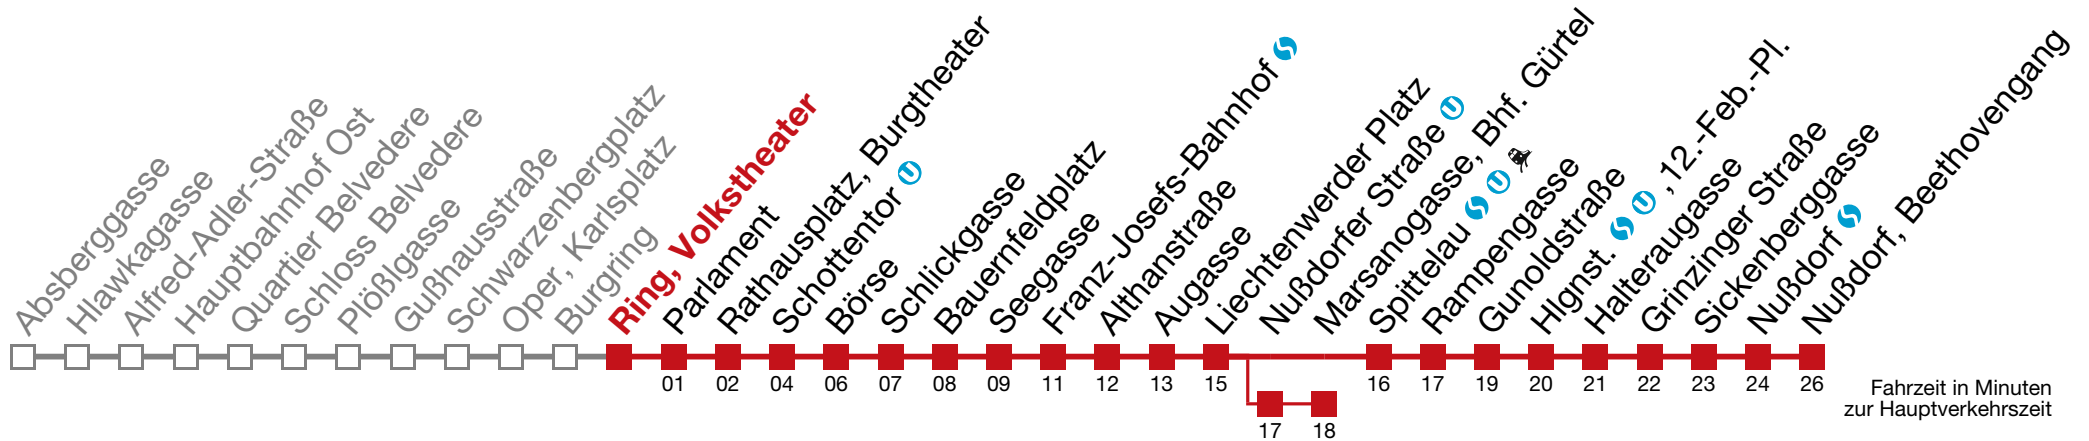 Absberggasse
Hlawkagasse
Alfred-Adler-Straße
Hauptbahnhof Ost
Quartier Belvedere
Schloss Belvedere
Plößlgasse
Gußhausstraße
Schwarzenbergplatz
Oper, Karlsplatz
Burgring
Ring, Volkstheater
Parlament
Rathausplatz, Burgtheater
Schottentor U
Börse
Schlickgasse
Bauernfeldplatz
Seegasse
Franz-Josefs-Bahnhof S
Althanstraße
Augasse
Liechtenwerder Platz
Nußdorfer Straße U
Marsanogasse, Bhf. Gürtel
Spittelau S U
Rampengasse
Gunoldstraße
Hlgnst. S U , 12.-Feb.-Pl.
Halteraugasse
Grinzinger Straße
Sickenberggasse
Nußdorf S
Nußdorf, Beethovengang
01 02 04 06 07 08 09 11 12 13 15 16 17 19 20 21 22 23 24 26
17 18
Fahrzeit in Minuten
zur Hauptverkehrszeit